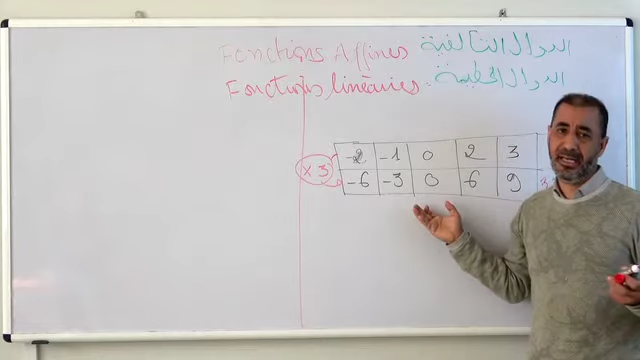 Fonctions Affines الدوال التآلفية
Fonctions linéaires. الدوال الخطية
-2 -1 0 2 3
× 3
-6 -3 0 6 9 3